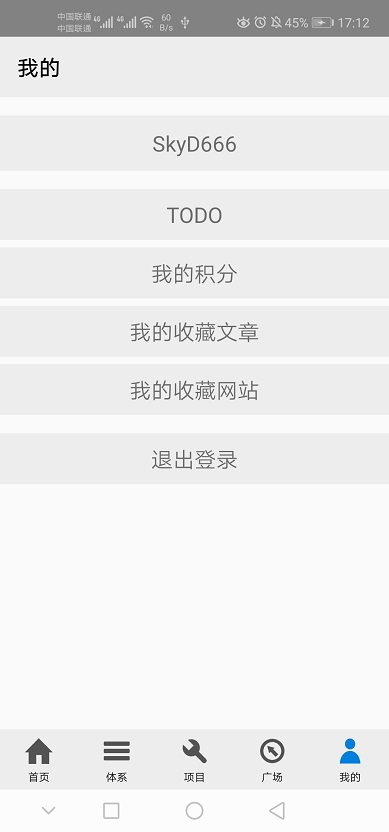 中国联通 4G 4G 60 45% 17:12
中国联通 B/s
我的
SkyD666
TODO
我的积分
我的收藏文章
我的收藏网站
退出登录
首页 体系 项目 广场 我的